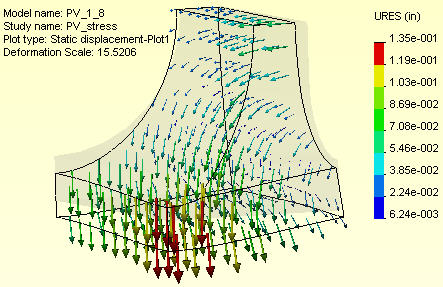 Model name: PV_1_8
Study name: PV_stress
Plot type: Static displacement-Plot1
Deformation Scale: 15.5206
URES (in)
1.35e-001
1.19e-001
1.03e-001
8.69e-002
7.08e-002
5.46e-002
3.85e-002
2.24e-002
6.24e-003